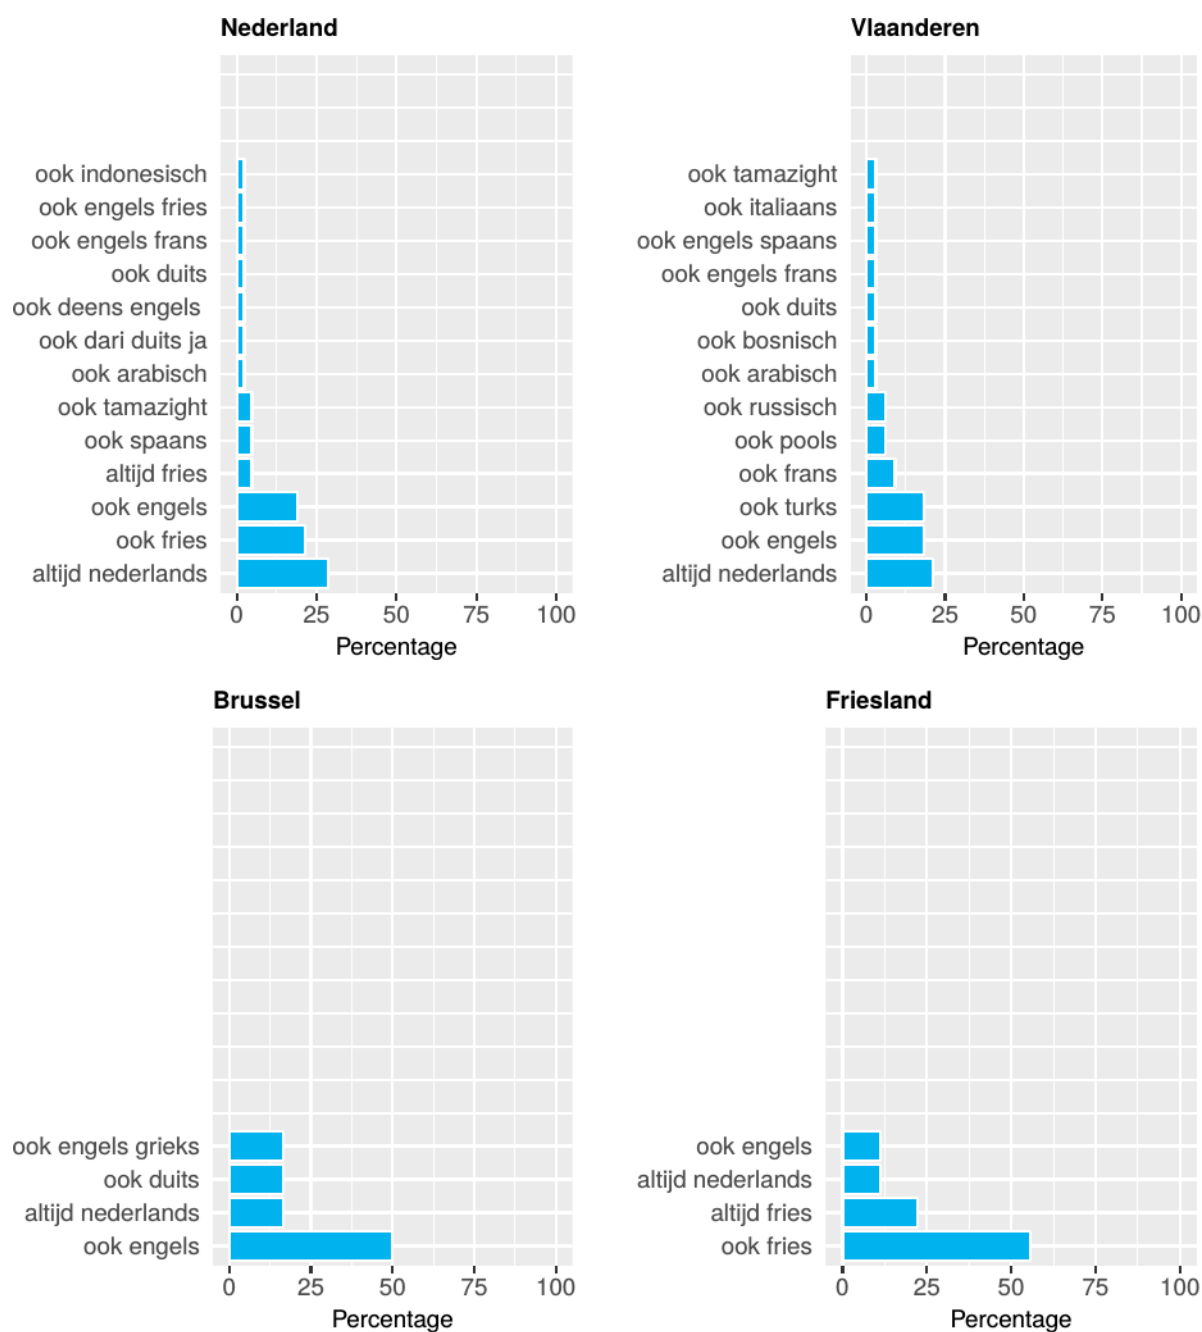 Nederland
ook indonesisch
ook engels fries
ook engels frans
ook duits
ook deens engels
ook dari duits ja
ook arabisch
ook tamazight
ook spaans
altijd fries
ook engels
ook fries
altijd nederlands
0 25 50 75 100
Percentage
Vlaanderen
ook tamazight
ook italiaans
ook engels spaans
ook engels frans
ook duits
ook bosnisch
ook arabisch
ook russisch
ook pools
ook frans
ook turks
ook engels
altijd nederlands
0 25 50 75 100
Percentage
Brussel
ook engels grieks
ook duits
altijd nederlands
ook engels
0 25 50 75 100
Percentage
Friesland
ook engels
altijd nederlands
altijd fries
ook fries
0 25 50 75 100
Percentage